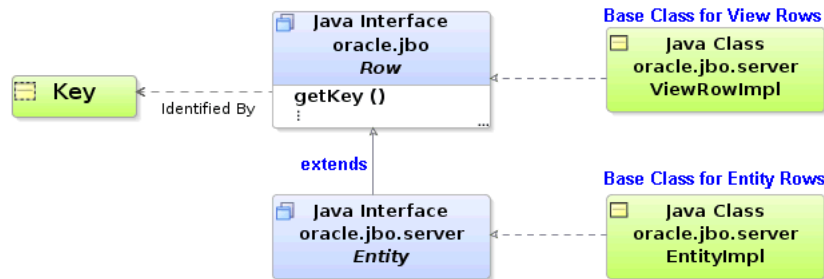 Java Interface
oracle.jbo
Row
getKey ()
⋮
...
Base Class for View Rows
Java Class
oracle.jbo.server
ViewRowImpl
Key
Identified By
extends
Java Interface
oracle.jbo.server
Entity
Base Class for Entity Rows
Java Class
oracle.jbo.server
EntityImpl